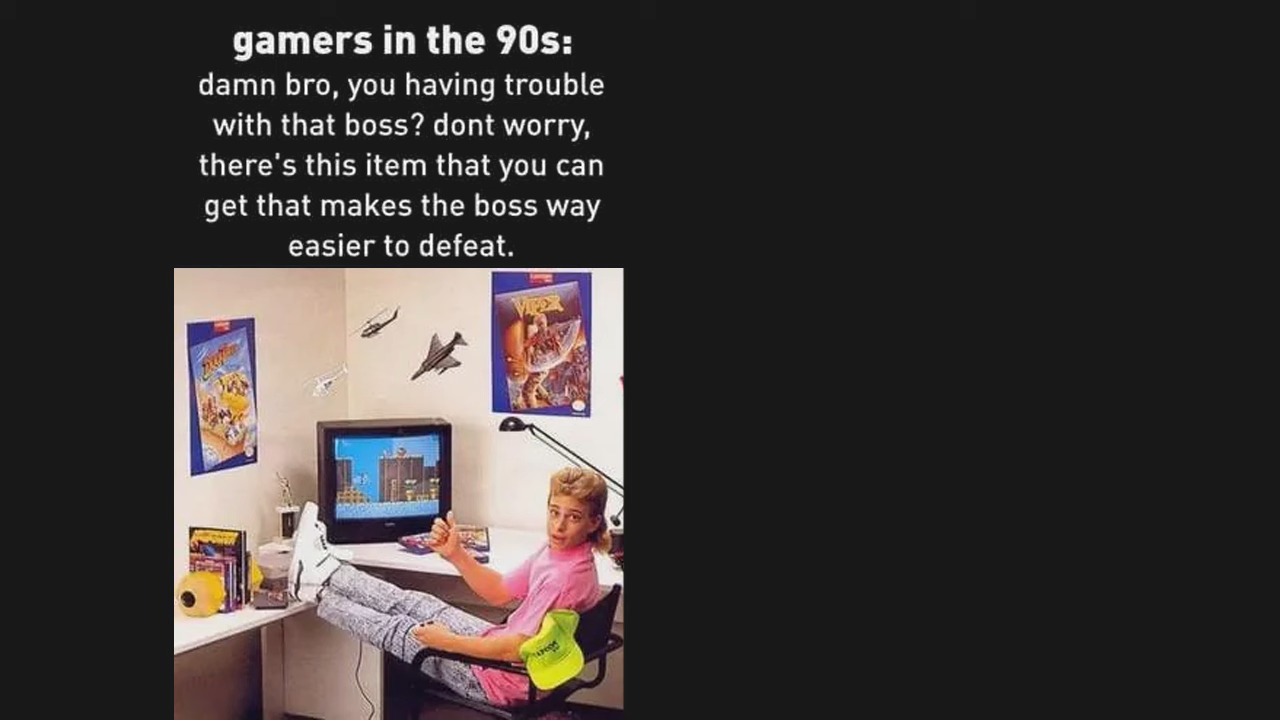 gamers in the 90s:
damn bro, you having trouble
with that boss? dont worry,
there's this item that you can
get that makes the boss way
easier to defeat.
VIPER
CAPCOM